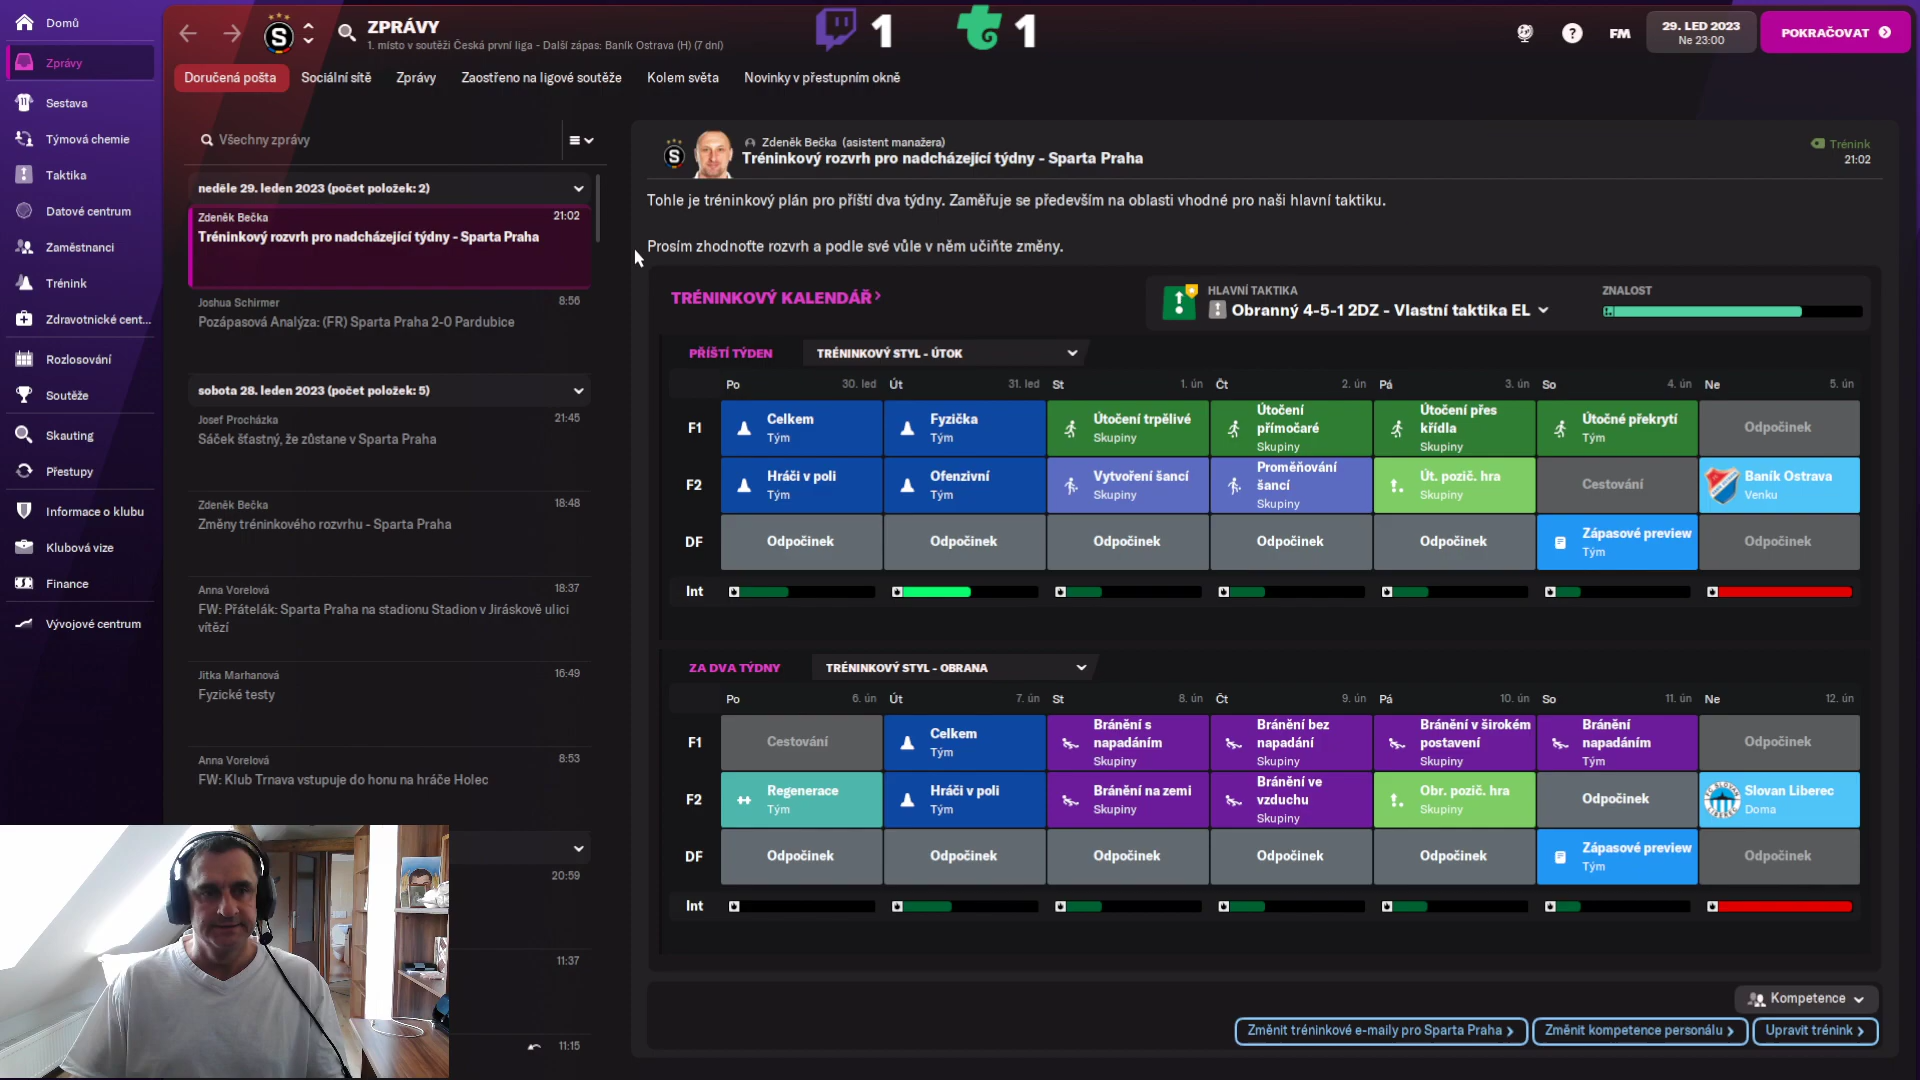 Domů
Zprávy
Sestava
Týmová chemie
Taktika
Datové centrum
Zaměstnanci
Trénink
Zdravotnické cent...
Rozlosování
Soutěže
Skauting
Přestupy
Informace o klubu
Klubová vize
Finance
Vývojové centrum
ZPRÁVY
1. místo v soutěži Česká první liga - Další zápas: Baník Ostrava (H) (7 dní)
1
1
FM
29. LED 2023
Ne 23:00
POKRAČOVAT
Doručená pošta
Sociální sítě
Zprávy
Zaostřeno na ligové soutěže
Kolem světa
Novinky v přestupním okně
Všechny zprávy
neděle 29. leden 2023 (počet položek: 2)
Zdeněk Bečka 21:02
Tréninkový rozvrh pro nadcházející týdny - Sparta Praha
Joshua Schirmer 8:56
Pozápasová Analýza: (FR) Sparta Praha 2-0 Pardubice
sobota 28. leden 2023 (počet položek: 5)
Josef Procházka 21:45
Sáček šťastný, že zůstane v Sparta Praha
Zdeněk Bečka 18:48
Změny tréninkového rozvrhu - Sparta Praha
Anna Vorelová 18:37
FW: Přátelák: Sparta Praha na stadionu Stadion v Jiráskově ulici
vítězí
Jitka Marhanová 16:49
Fyzické testy
Anna Vorelová 8:53
FW: Klub Trnava vstupuje do honu na hráče Holec
20:59
11:37
11:15
Zdeněk Bečka (asistent manažera)
Tréninkový rozvrh pro nadcházející týdny - Sparta Praha
Trénink
21:02
Tohle je tréninkový plán pro příští dva týdny. Zaměřuje se především na oblasti vhodné pro naši hlavní taktiku.
Prosím zhodnoťte rozvrh a podle své vůle v něm učiňte změny.
TRÉNINKOVÝ KALENDÁŘ
HLAVNÍ TAKTIKA
Obranný 4-5-1 2DZ - Vlastní taktika EL
ZNALOST
PŘÍŠTÍ TÝDEN
TRÉNINKOVÝ STYL - ÚTOK
Po 30. led Út 31. led St 1. ún Čt 2. ún Pá 3. ún So 4. ún Ne 5. ún
F1
Celkem
Tým
Fyzička
Tým
Útočení trpělivé
Skupiny
Útočení
přímočaré
Skupiny
Útočení přes
křídla
Skupiny
Útočné překrytí
Tým
Odpočinek
F2
Hráči v poli
Tým
Ofenzivní
Tým
Vytvoření šancí
Skupiny
Proměňování
šancí
Skupiny
Út. pozič. hra
Skupiny
Cestování
Baník Ostrava
Venku
DF
Odpočinek
Odpočinek
Odpočinek
Odpočinek
Odpočinek
Zápasové preview
Tým
Odpočinek
Int
ZA DVA TÝDNY
TRÉNINKOVÝ STYL - OBRANA
Po 6. ún Út 7. ún St 8. ún Čt 9. ún Pá 10. ún So 11. ún Ne 12. ún
F1
Cestování
Celkem
Tým
Bránění s
napadáním
Skupiny
Bránění bez
napadání
Skupiny
Bránění v širokém
postavení
Skupiny
Bránění
napadáním
Tým
Odpočinek
F2
Regenerace
Tým
Hráči v poli
Tým
Bránění na zemi
Skupiny
Bránění ve
vzduchu
Skupiny
Obr. pozič. hra
Skupiny
Odpočinek
Slovan Liberec
Doma
DF
Odpočinek
Odpočinek
Odpočinek
Odpočinek
Odpočinek
Zápasové preview
Tým
Odpočinek
Int
Kompetence
Změnit tréninkové e-maily pro Sparta Praha
Změnit kompetence personálu
Upravit trénink